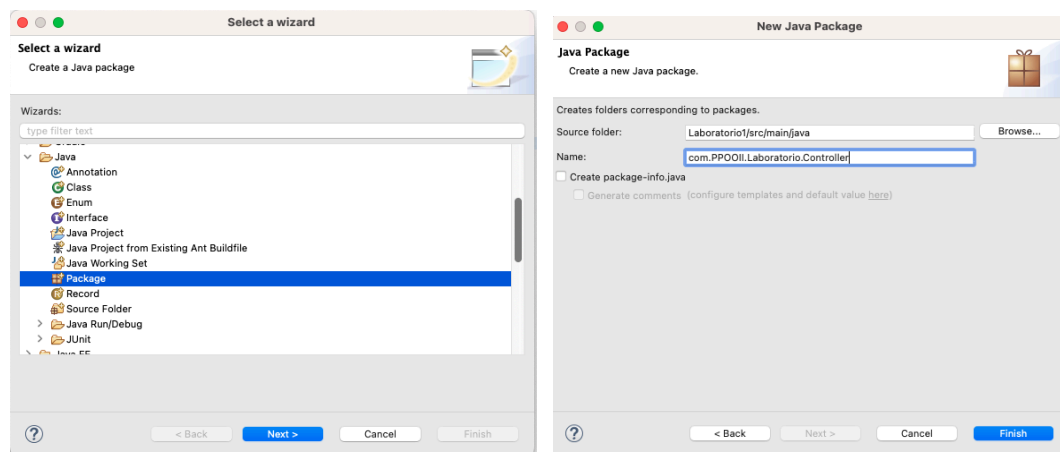 Select a wizard
Select a wizard
Create a Java package
Wizards:
type filter text
Java
Annotation
Class
Enum
Interface
Java Project
Java Project from Existing Ant Buildfile
Java Working Set
Package
Record
Source Folder
Java Run/Debug
JUnit
Java EE
?
< Back
Next >
Cancel
Finish
New Java Package
Java Package
Create a new Java package.
Creates folders corresponding to packages.
Source folder:
Laboratorio1/src/main/java
Browse...
Name:
com.PPOOII.Laboratorio.Controller
Create package-info.java
Generate comments (configure templates and default value here)
?
< Back
Next >
Cancel
Finish